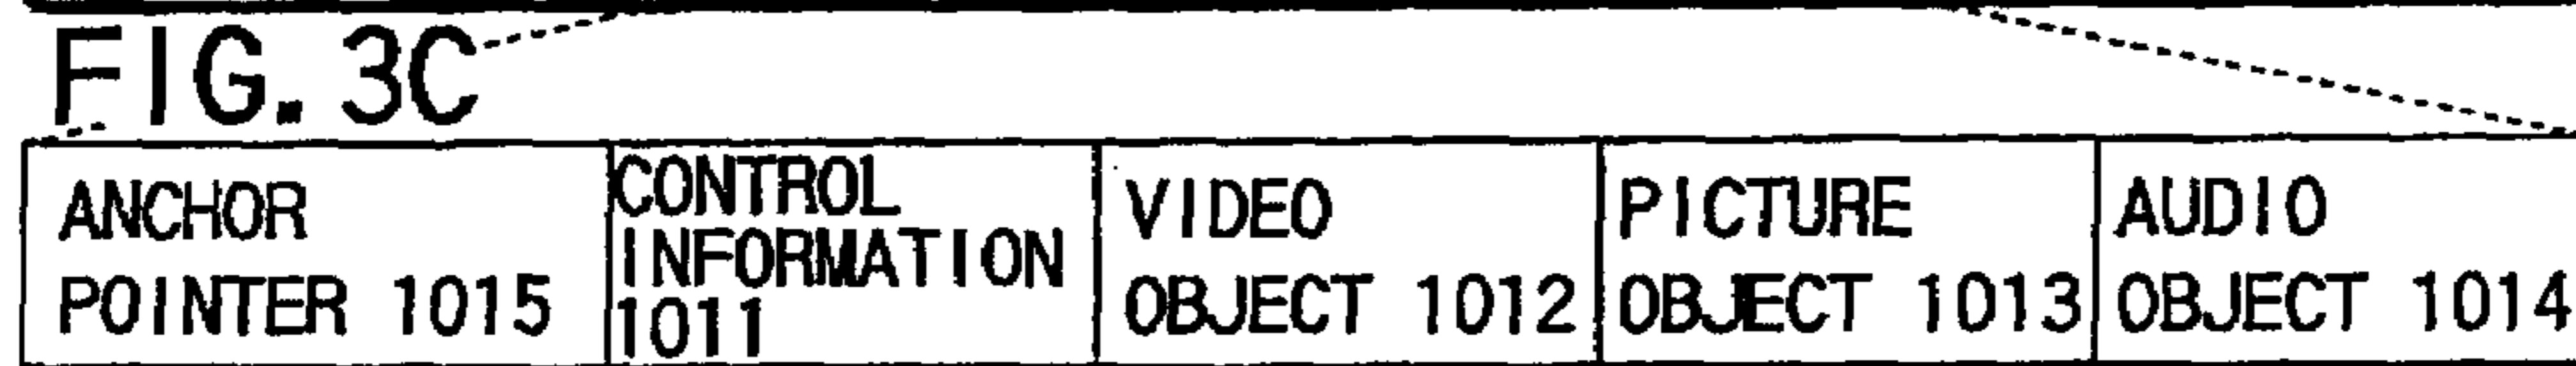 FIG. 3C
ANCHOR
POINTER 1015
CONTROL
INFORMATION
1011
VIDEO
OBJECT 1012
PICTURE
OBJECT 1013
AUDIO
OBJECT 1014